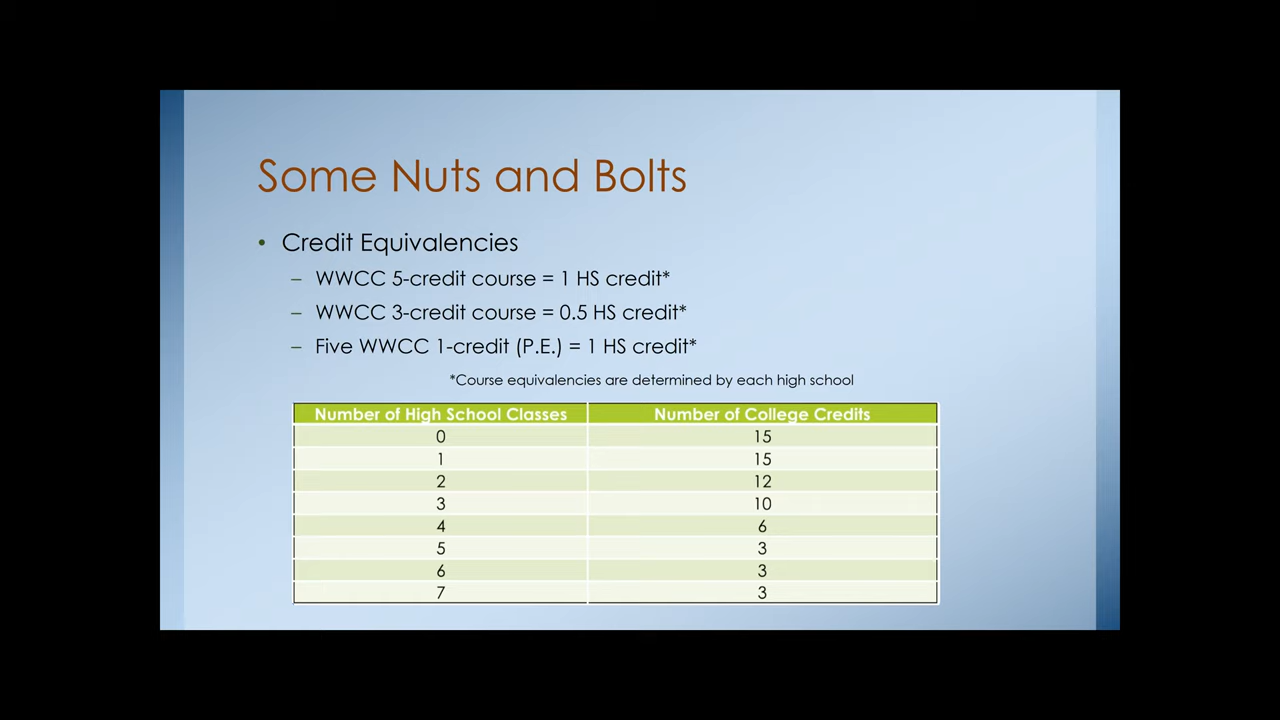 Some Nuts and Bolts
• Credit Equivalencies
– WWCC 5-credit course = 1 HS credit*
– WWCC 3-credit course = 0.5 HS credit*
– Five WWCC 1-credit (P.E.) = 1 HS credit*
*Course equivalencies are determined by each high school
Number of High School Classes Number of College Credits
0 15
1 15
2 12
3 10
4 6
5 3
6 3
7 3